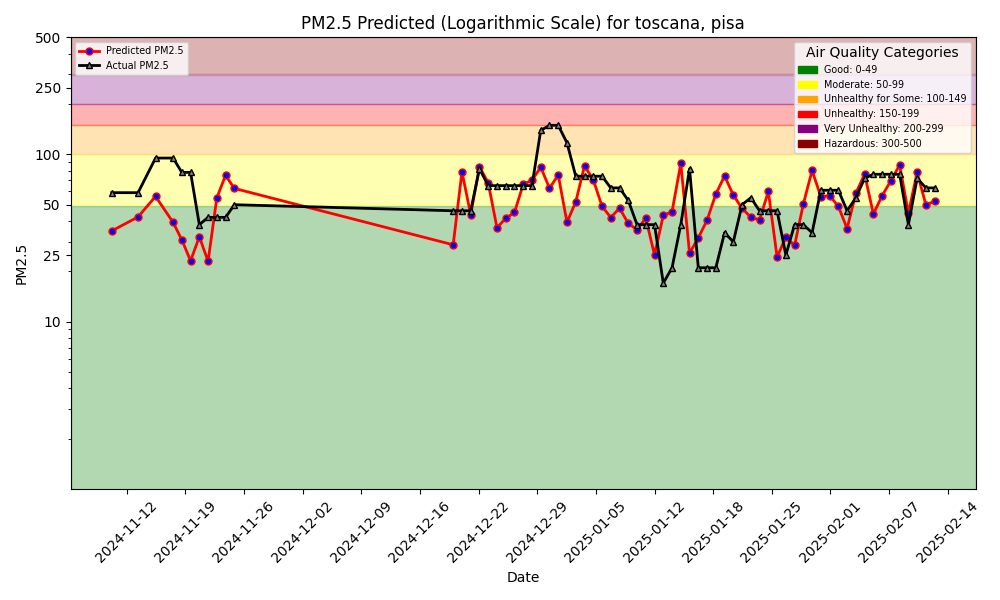 PM2.5 Predicted (Logarithmic Scale) for toscana, pisa
Predicted PM2.5
Actual PM2.5
Air Quality Categories
Good: 0-49
Moderate: 50-99
Unhealthy for Some: 100-149
Unhealthy: 150-199
Very Unhealthy: 200-299
Hazardous: 300-500
PM2.5
500
250
100
50
25
10
2024-11-12
2024-11-19
2024-11-26
2024-12-02
2024-12-09
2024-12-16
2024-12-22
2024-12-29
2025-01-05
2025-01-12
2025-01-18
2025-01-25
2025-02-01
2025-02-07
2025-02-14
Date